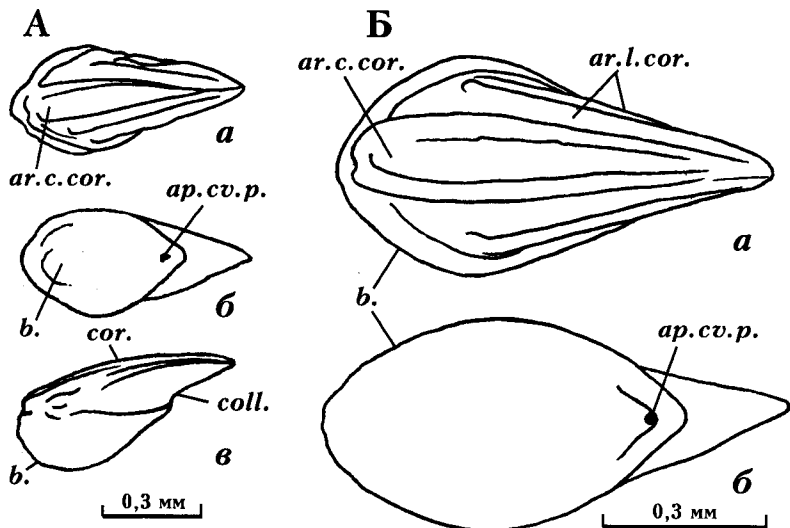 А
ar.c.cor.
а
ap.cv.p.
b.
б
cor.
coll.
b.
в
0,3 мм
Б
ar.c.cor.
ar.l.cor.
а
b.
ap.cv.p.
б
0,3 мм